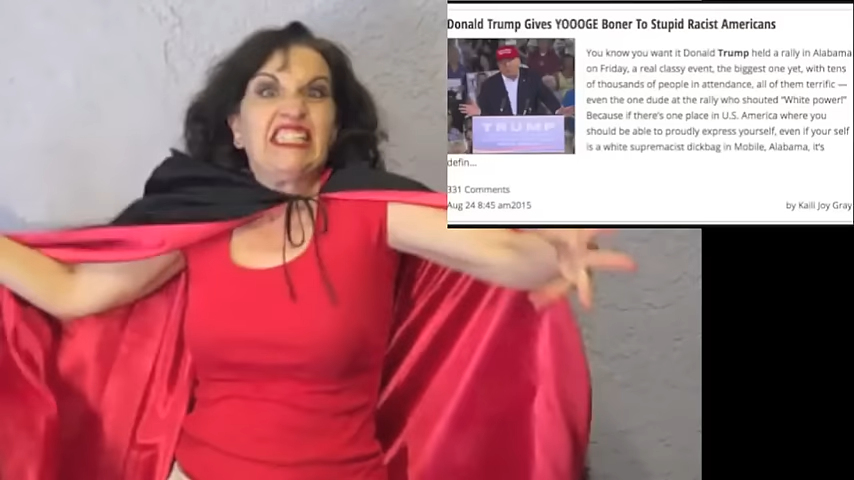 Donald Trump Gives YOOOGE Boner To Stupid Racist Americans
You know you want it Donald Trump held a rally in Alabama
on Friday, a real classy event, the biggest one yet, with tens
of thousands of people in attendance, all of them terrific —
even the one dude at the rally who shouted “White power!”
Because if there's one place in U.S. America where you
should be able to proudly express yourself, even if your self
is a white supremacist dickbag in Mobile, Alabama, it's
defin...
TRUMP
331 Comments
Aug 24 8:45 am2015
by Kaili Joy Gray